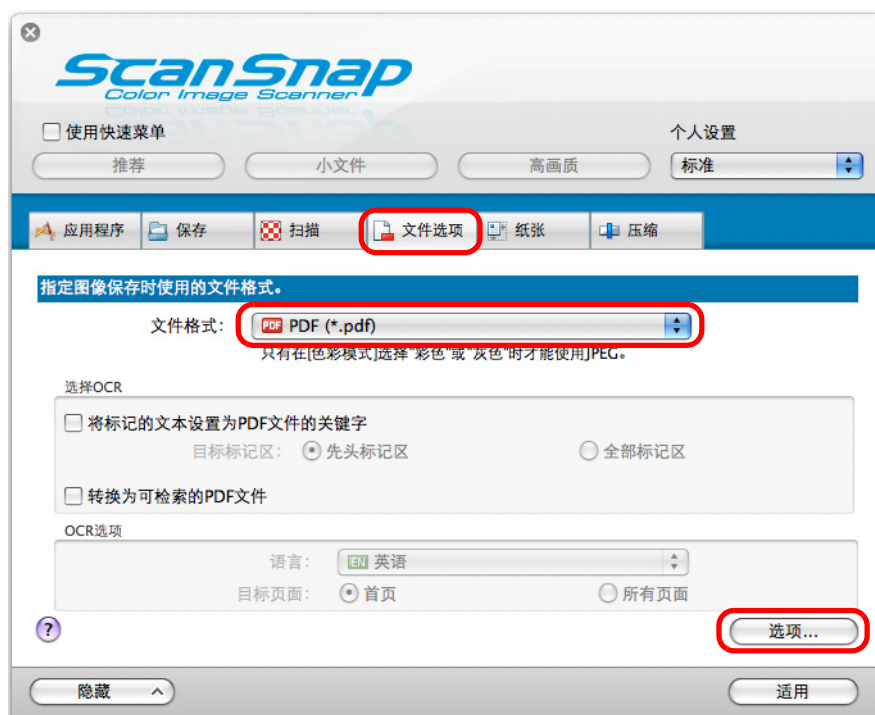 ScanSnap
Color Image Scanner
使用快速菜单
个人设置
推荐 小文件 高画质 标准
应用程序 保存 扫描 文件选项 纸张 压缩
指定图像保存时使用的文件格式。
文件格式： PDF PDF (*.pdf)
只有在[色彩模式]选择"彩色"或"灰色"时才能使用JPEG。
选择OCR
将标记的文本设置为PDF文件的关键字
目标标记区： 先头标记区 全部标记区
转换为可检索的PDF文件
OCR选项
语言： EN 英语
目标页面： 首页 所有页面
? 选项...
隐藏 适用